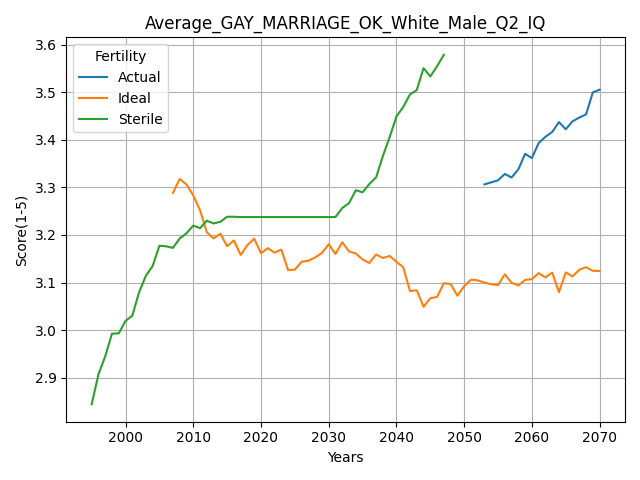 Average_GAY_MARRIAGE_OK_White_Male_Q2_IQ
Fertility
Actual
Ideal
Sterile
Score(1-5)
3.6
3.5
3.4
3.3
3.2
3.1
3.0
2.9
2000 2010 2020 2030 2040 2050 2060 2070
Years